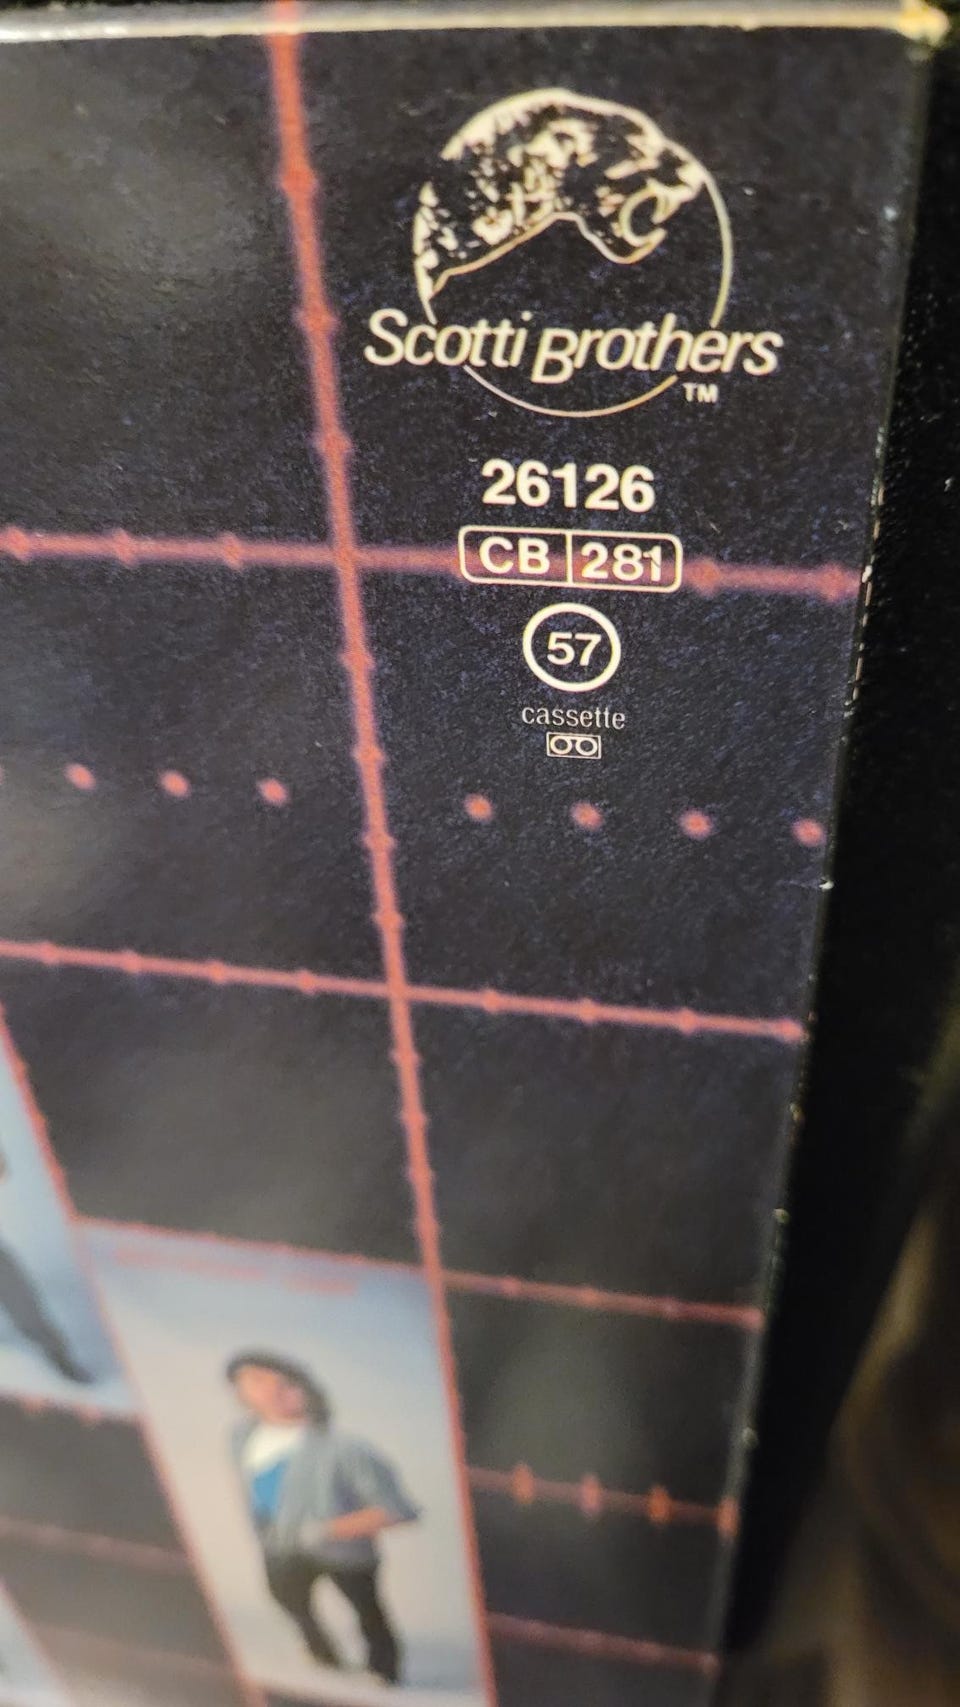 Scotti Brothers
TM
26126
CB 281
57
cassette